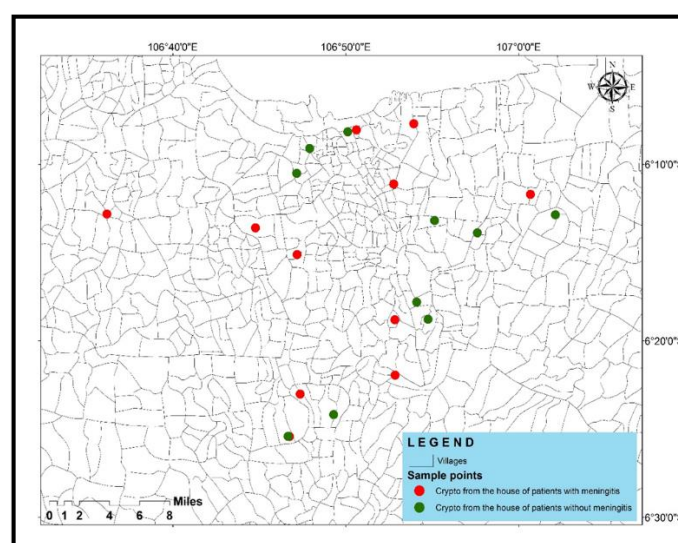 106°40'0"E 106°50'0"E 107°0'0"E
N
W E
S
6°10'0"S
6°20'0"S
6°30'0"S
LEGEND
Villages
Sample points
Crypto from the house of patients with meningitis
Crypto from the house of patients without meningitis
0 1 2 4 6 8 Miles